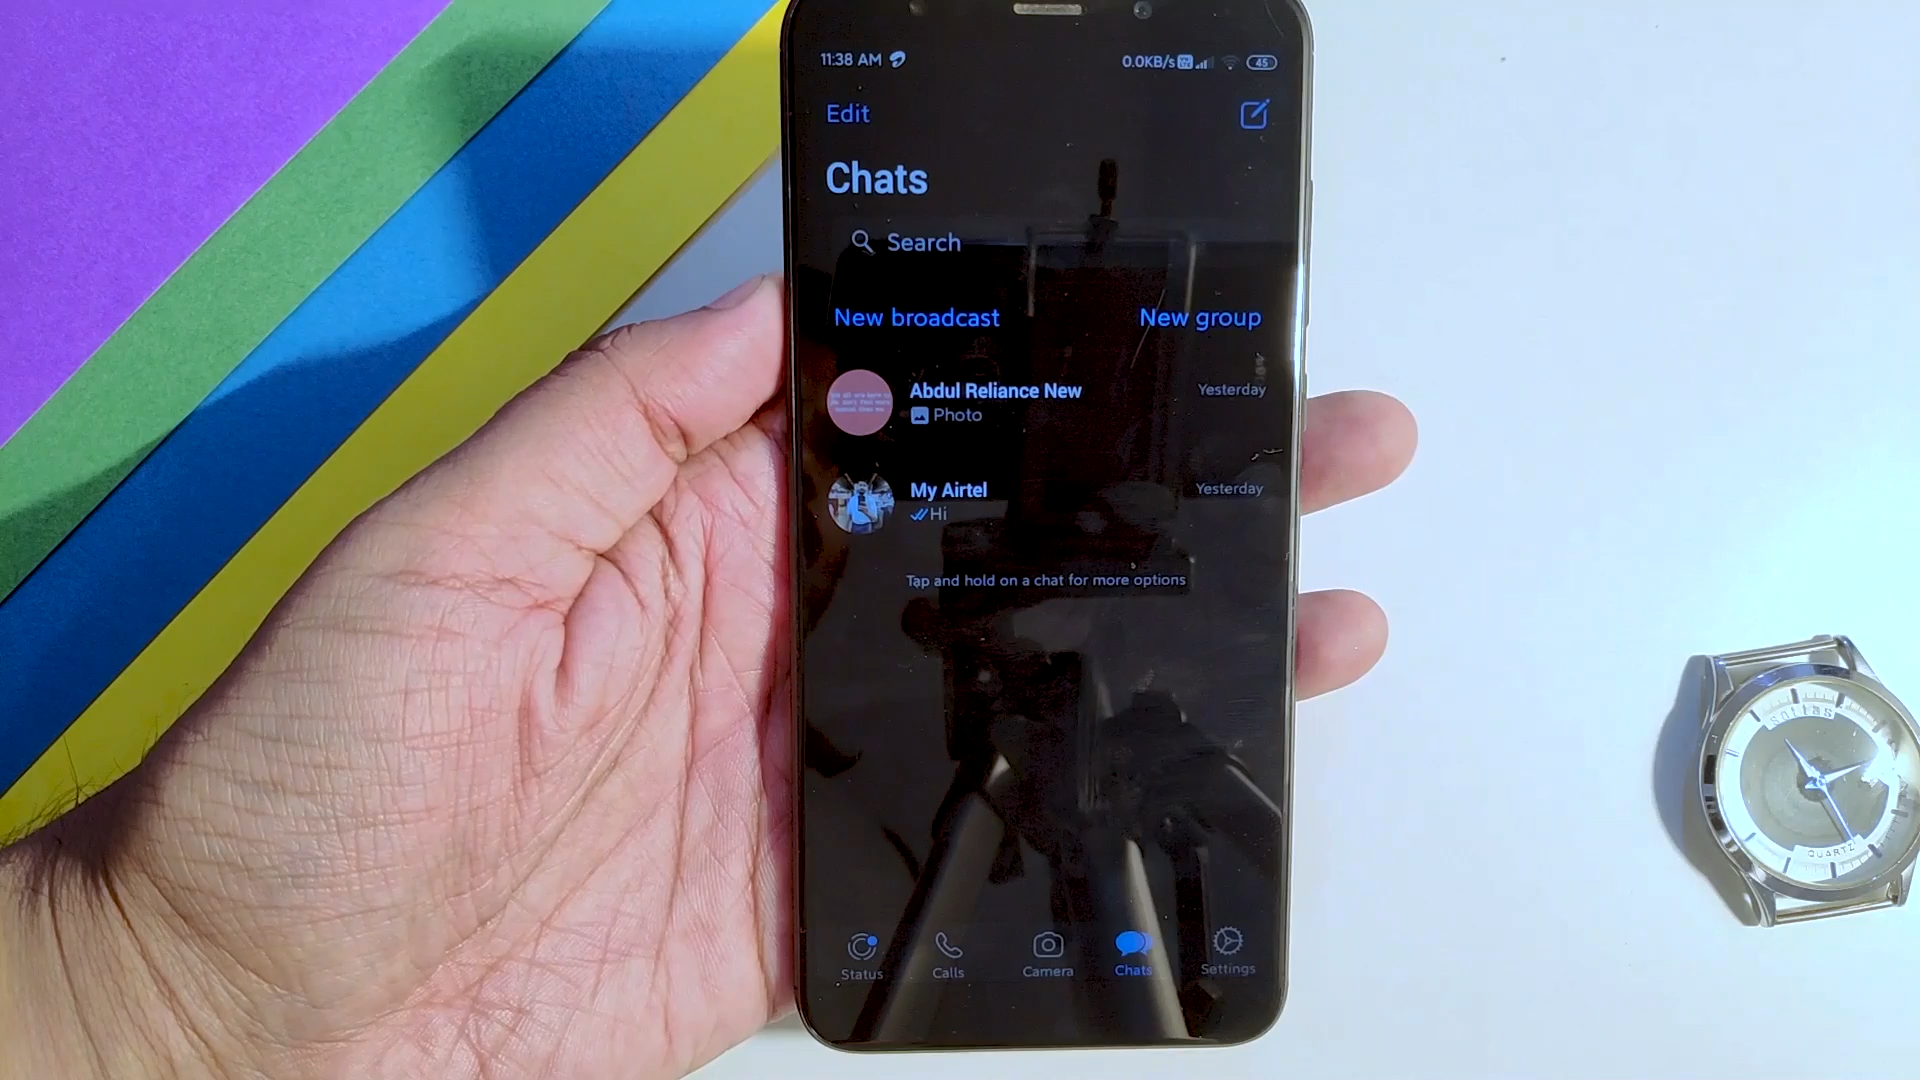 11:38 AM
0.0KB/s
45
Edit
Chats
Search
New broadcast
New group
Abdul Reliance New
Yesterday
Photo
My Airtel
Yesterday
Hi
Tap and hold on a chat for more options
Status
Calls
Camera
Chats
Settings
QUARTZ